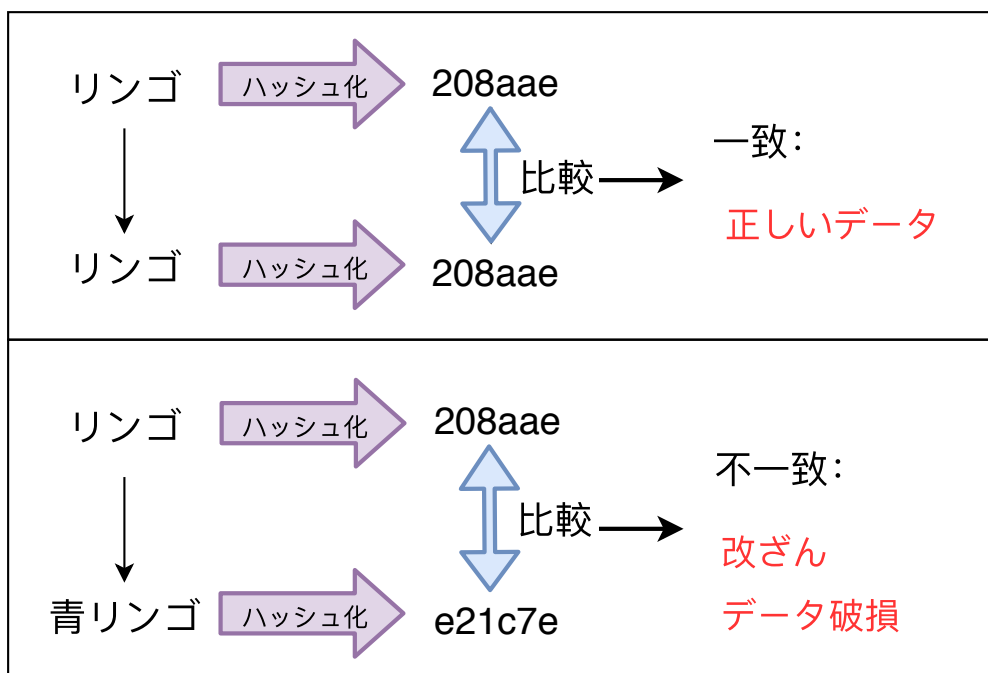 リンゴ
ハッシュ化
208aae
一致：
比較
正しいデータ
リンゴ
ハッシュ化
208aae
リンゴ
ハッシュ化
208aae
不一致：
比較
改ざん
データ破損
青リンゴ
ハッシュ化
e21c7e